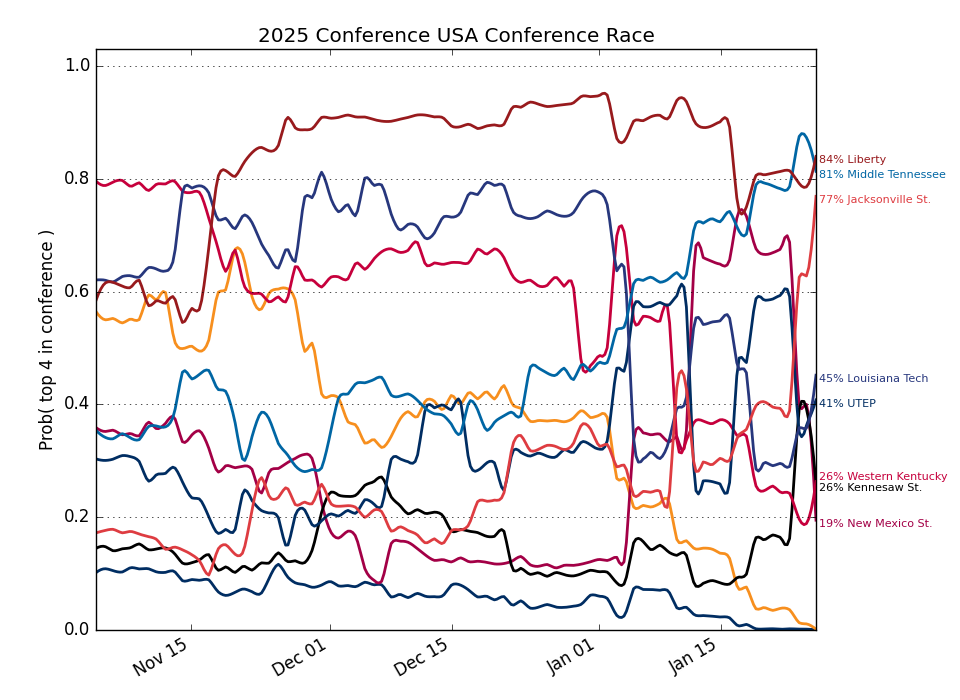 2025 Conference USA Conference Race
Prob( top 4 in conference )
1.0
0.8
0.6
0.4
0.2
0.0
Nov 15
Dec 01
Dec 15
Jan 01
Jan 15
84% Liberty
81% Middle Tennessee
77% Jacksonville St.
45% Louisiana Tech
41% UTEP
26% Western Kentucky
26% Kennesaw St.
19% New Mexico St.